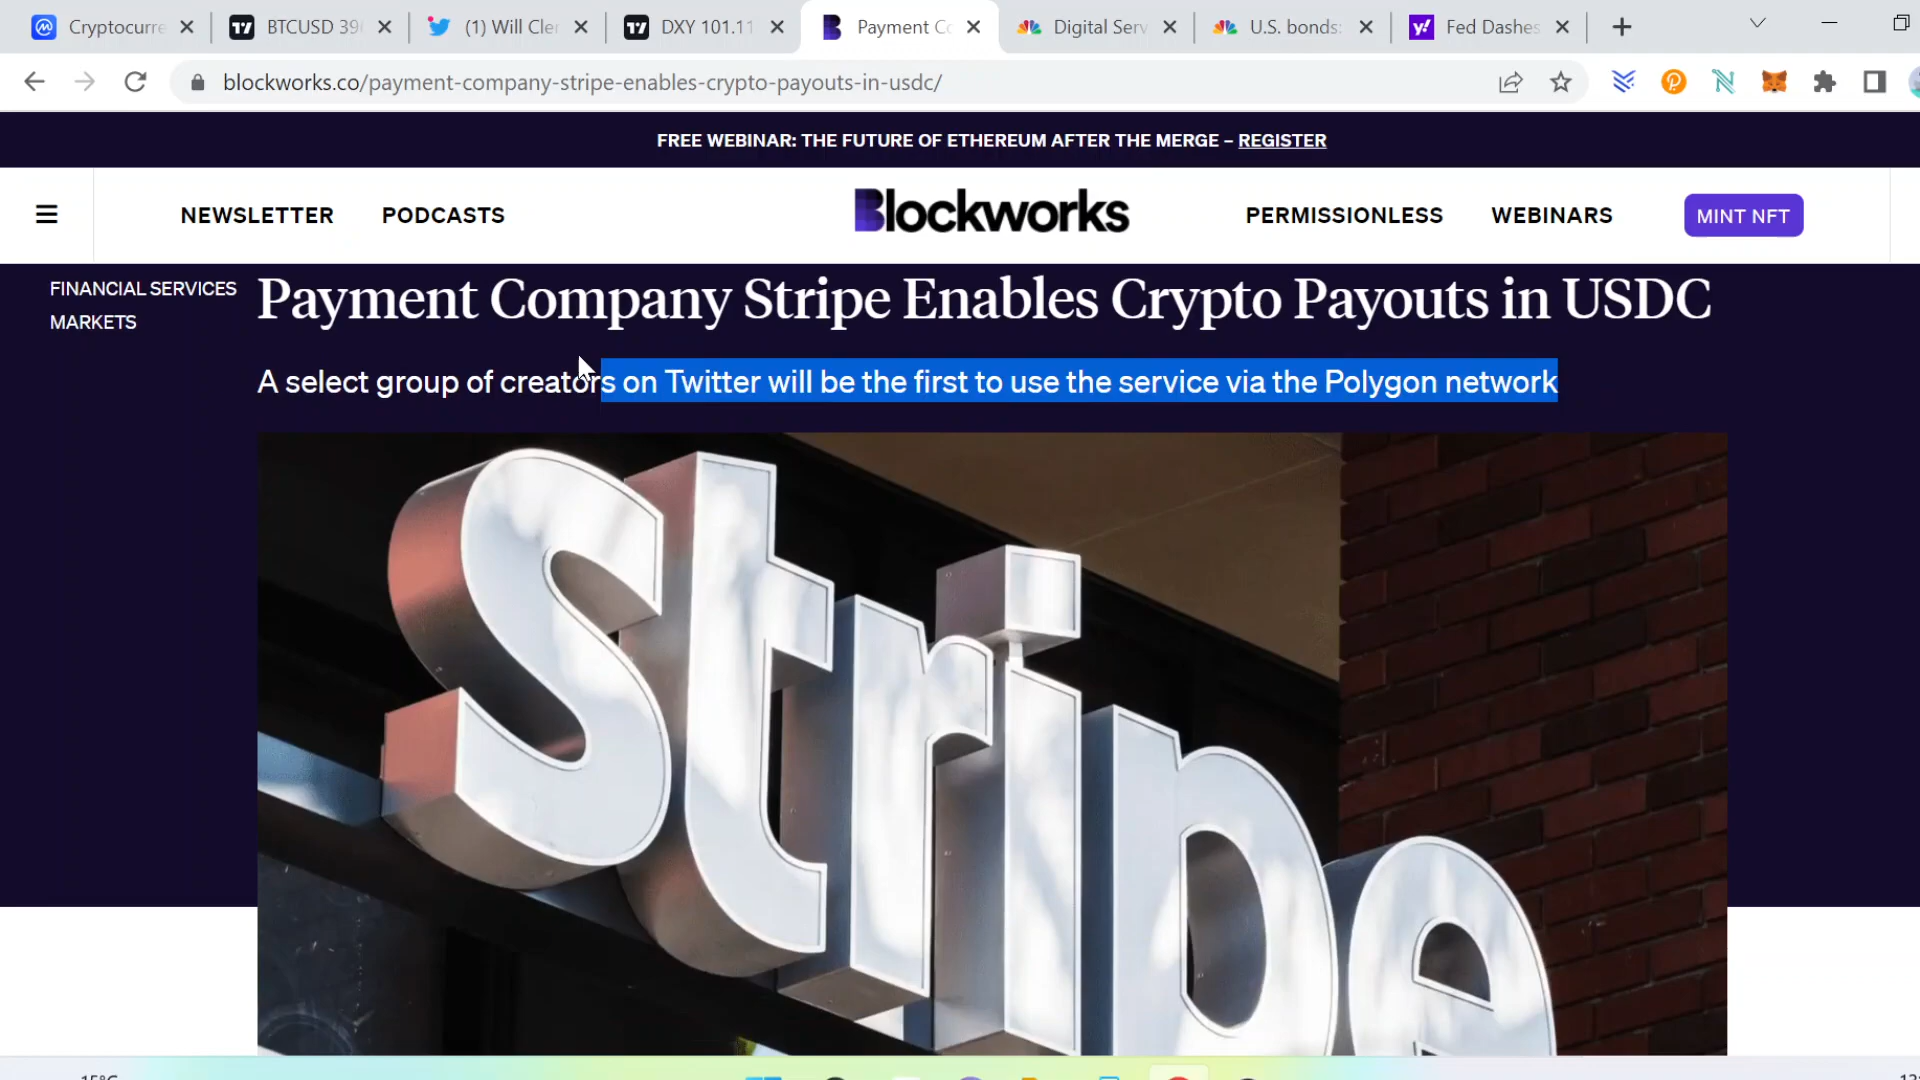 Cryptocurre
BTCUSD 39
(1) Will Cler
DXY 101.11
Payment Co
Digital Serv
U.S. bonds:
Fed Dashes
blockworks.co/payment-company-stripe-enables-crypto-payouts-in-usdc/
FREE WEBINAR: THE FUTURE OF ETHEREUM AFTER THE MERGE – REGISTER
NEWSLETTER
PODCASTS
Blockworks
PERMISSIONLESS
WEBINARS
MINT NFT
FINANCIAL SERVICES
MARKETS
Payment Company Stripe Enables Crypto Payouts in USDC
A select group of creators on Twitter will be the first to use the service via the Polygon network
Stripe
15°C